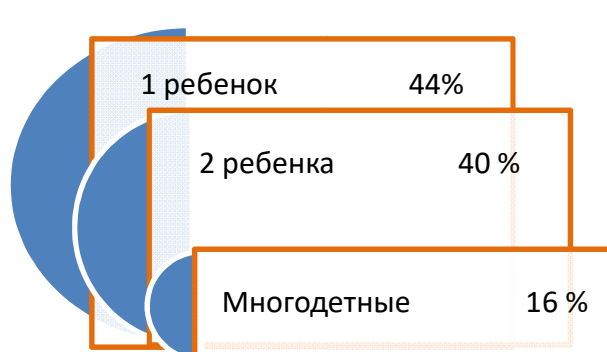 1 ребенок 44%
2 ребенка 40 %
Многодетные 16 %